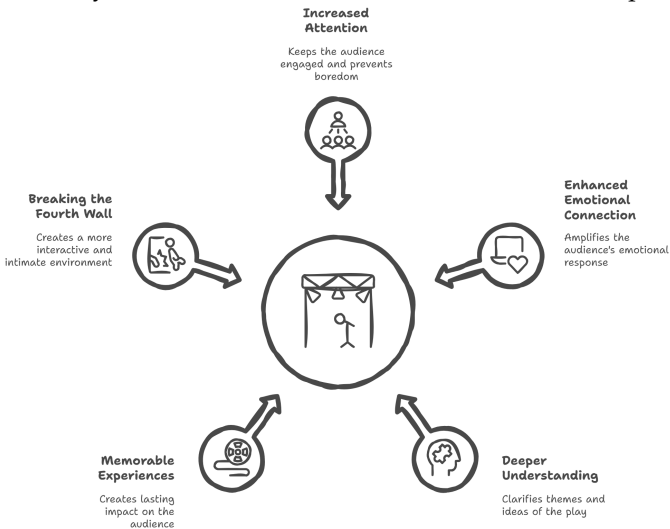 Increased
Attention
Keeps the audience
engaged and prevents
boredom
Breaking the
Fourth Wall
Creates a more
interactive and
intimate environment
Enhanced
Emotional
Connection
Amplifies the
audience's emotional
response
Memorable
Experiences
Creates lasting
impact on the
audience
Deeper
Understanding
Clarifies themes and
ideas of the play